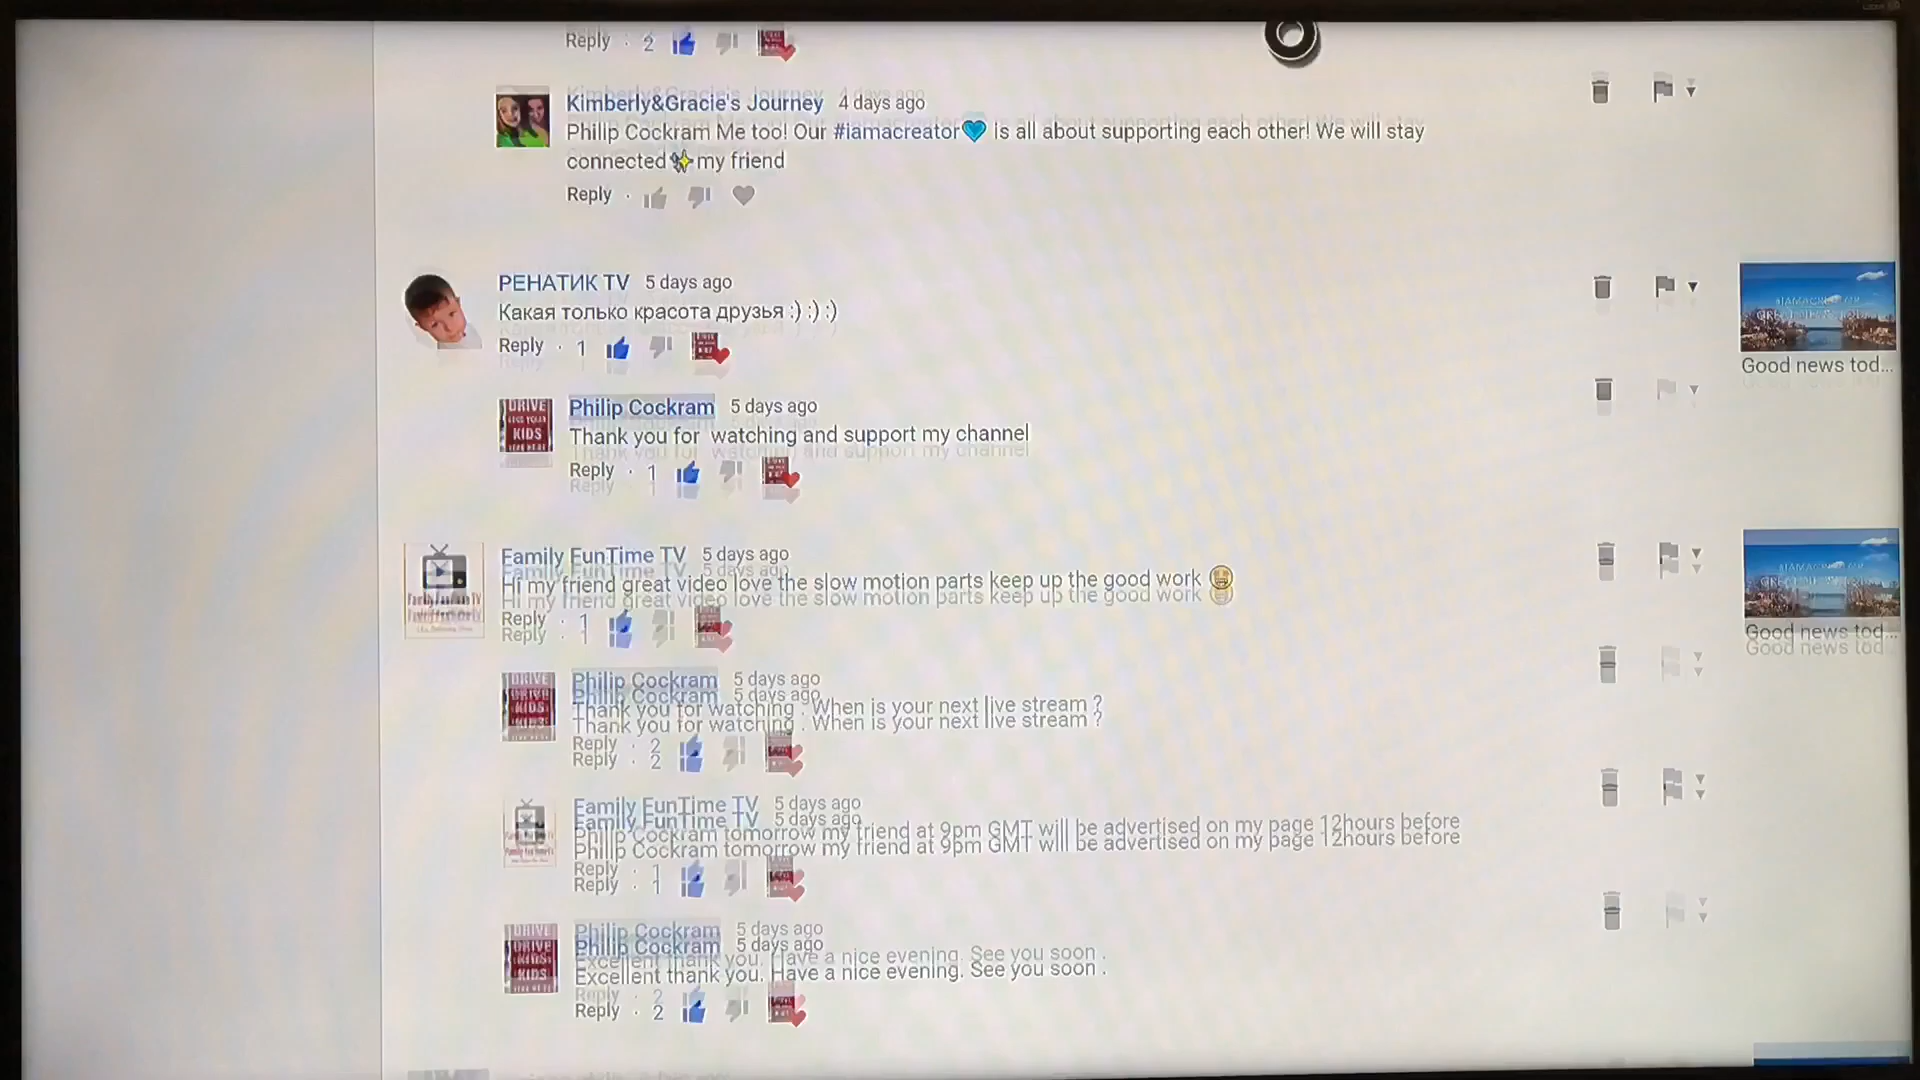 Reply · 2
Kimberly&Gracie's Journey 4 days ago
Philip Cockram Me too! Our #iamacreator💙 Is all about supporting each other! We will stay
connected ✨ my friend
Reply ·
РЕНАТИК TV 5 days ago
Какая только красота друзья :) :) :)
Reply · 1
Good news tod...
DRIVE
KIDS
Philip Cockram 5 days ago
Thank you for watching and support my channel
Reply · 1
Family FunTime TV 5 days ago
Hi my friend great video love the slow motion parts keep up the good work
Reply · 1
Good news tod...
DRIVE
KIDS
Philip Cockram 5 days ago
Thank you for watching . When is your next live stream ?
Reply · 2
Family FunTime TV 5 days ago
Philip Cockram tomorrow my friend at 9pm GMT will be advertised on my page 12hours before
Reply · 1
DRIVE
KIDS
Philip Cockram 5 days ago
Excellent thank you. Have a nice evening. See you soon .
Reply · 2